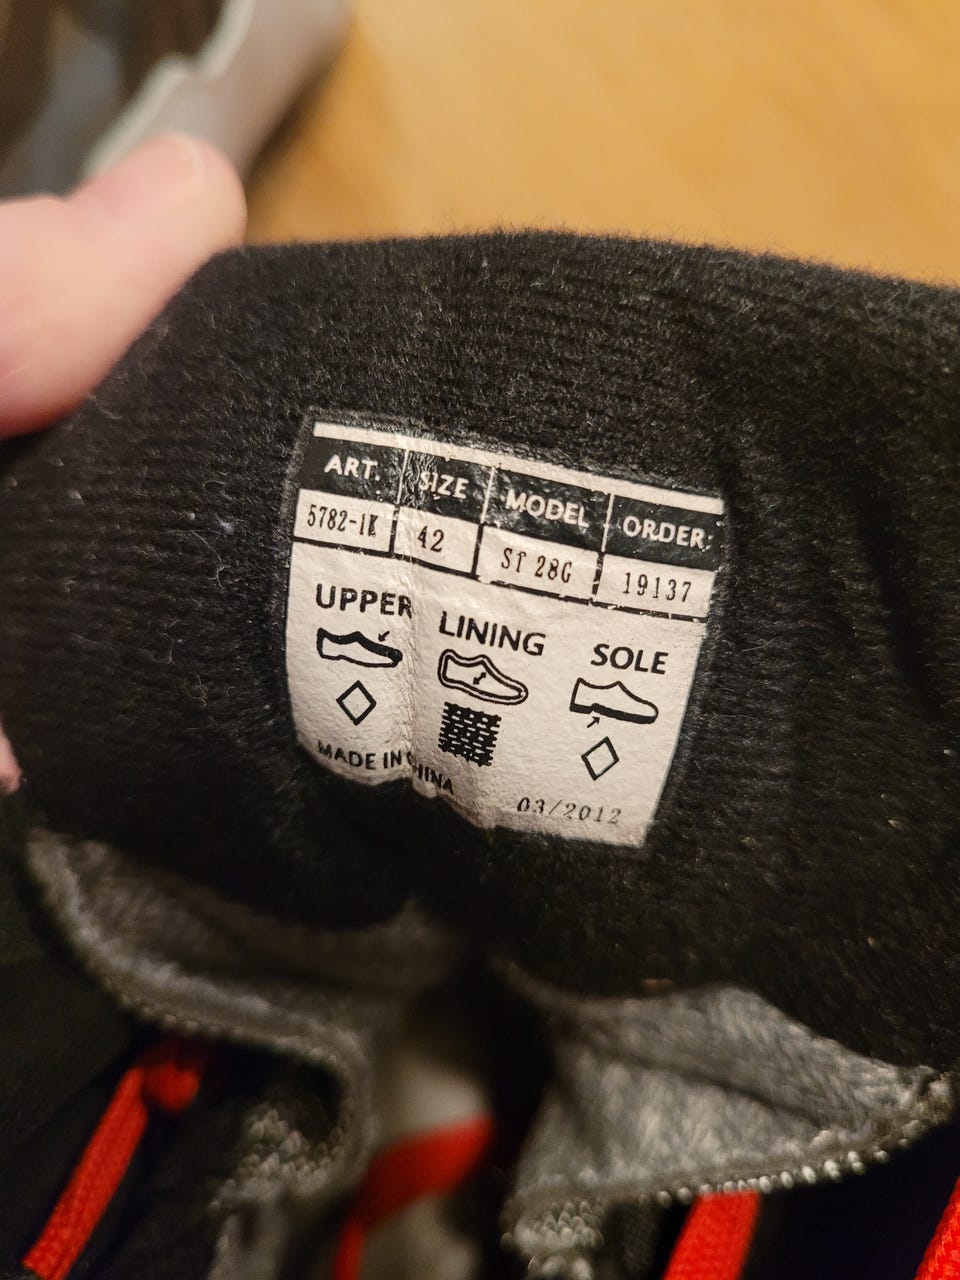 ART. SIZE MODEL ORDER:
5782-1K 42 ST 28G 19137
UPPER LINING SOLE
MADE IN CHINA
03/2012